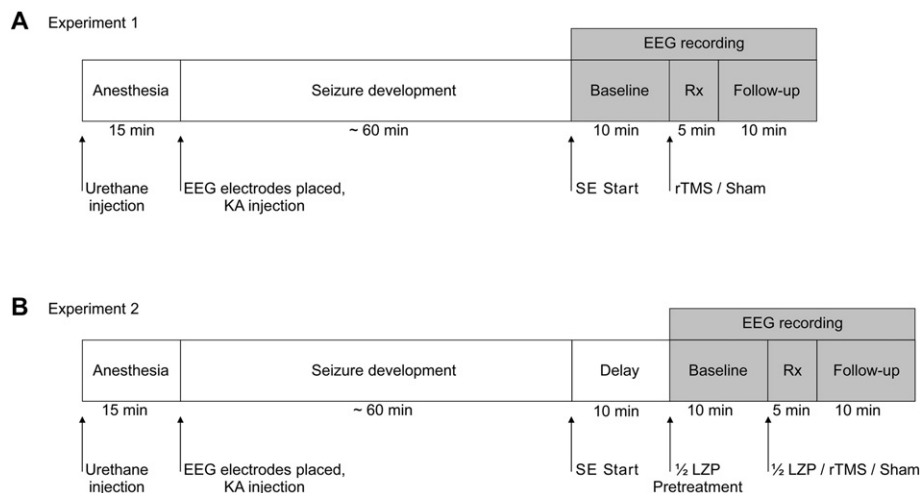 A Experiment 1
EEG recording
Anesthesia Seizure development Baseline Rx Follow-up
15 min ~ 60 min 10 min 5 min 10 min
Urethane
injection
EEG electrodes placed,
KA injection
SE Start
rTMS / Sham
B Experiment 2
EEG recording
Anesthesia Seizure development Delay Baseline Rx Follow-up
15 min ~ 60 min 10 min 10 min 5 min 10 min
Urethane
injection
EEG electrodes placed,
KA injection
SE Start
½ LZP
Pretreatment
½ LZP / rTMS / Sham